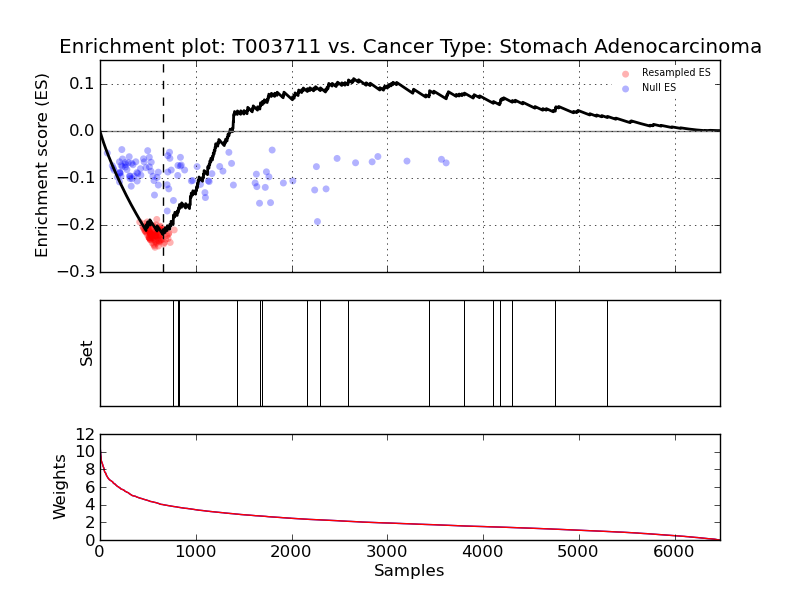 Enrichment plot: T003711 vs. Cancer Type: Stomach Adenocarcinoma
Enrichment score (ES)
0.1
0.0
−0.1
−0.2
−0.3
Resampled ES
Null ES
Set
Weights
12
10
8
6
4
2
0
0 1000 2000 3000 4000 5000 6000
Samples